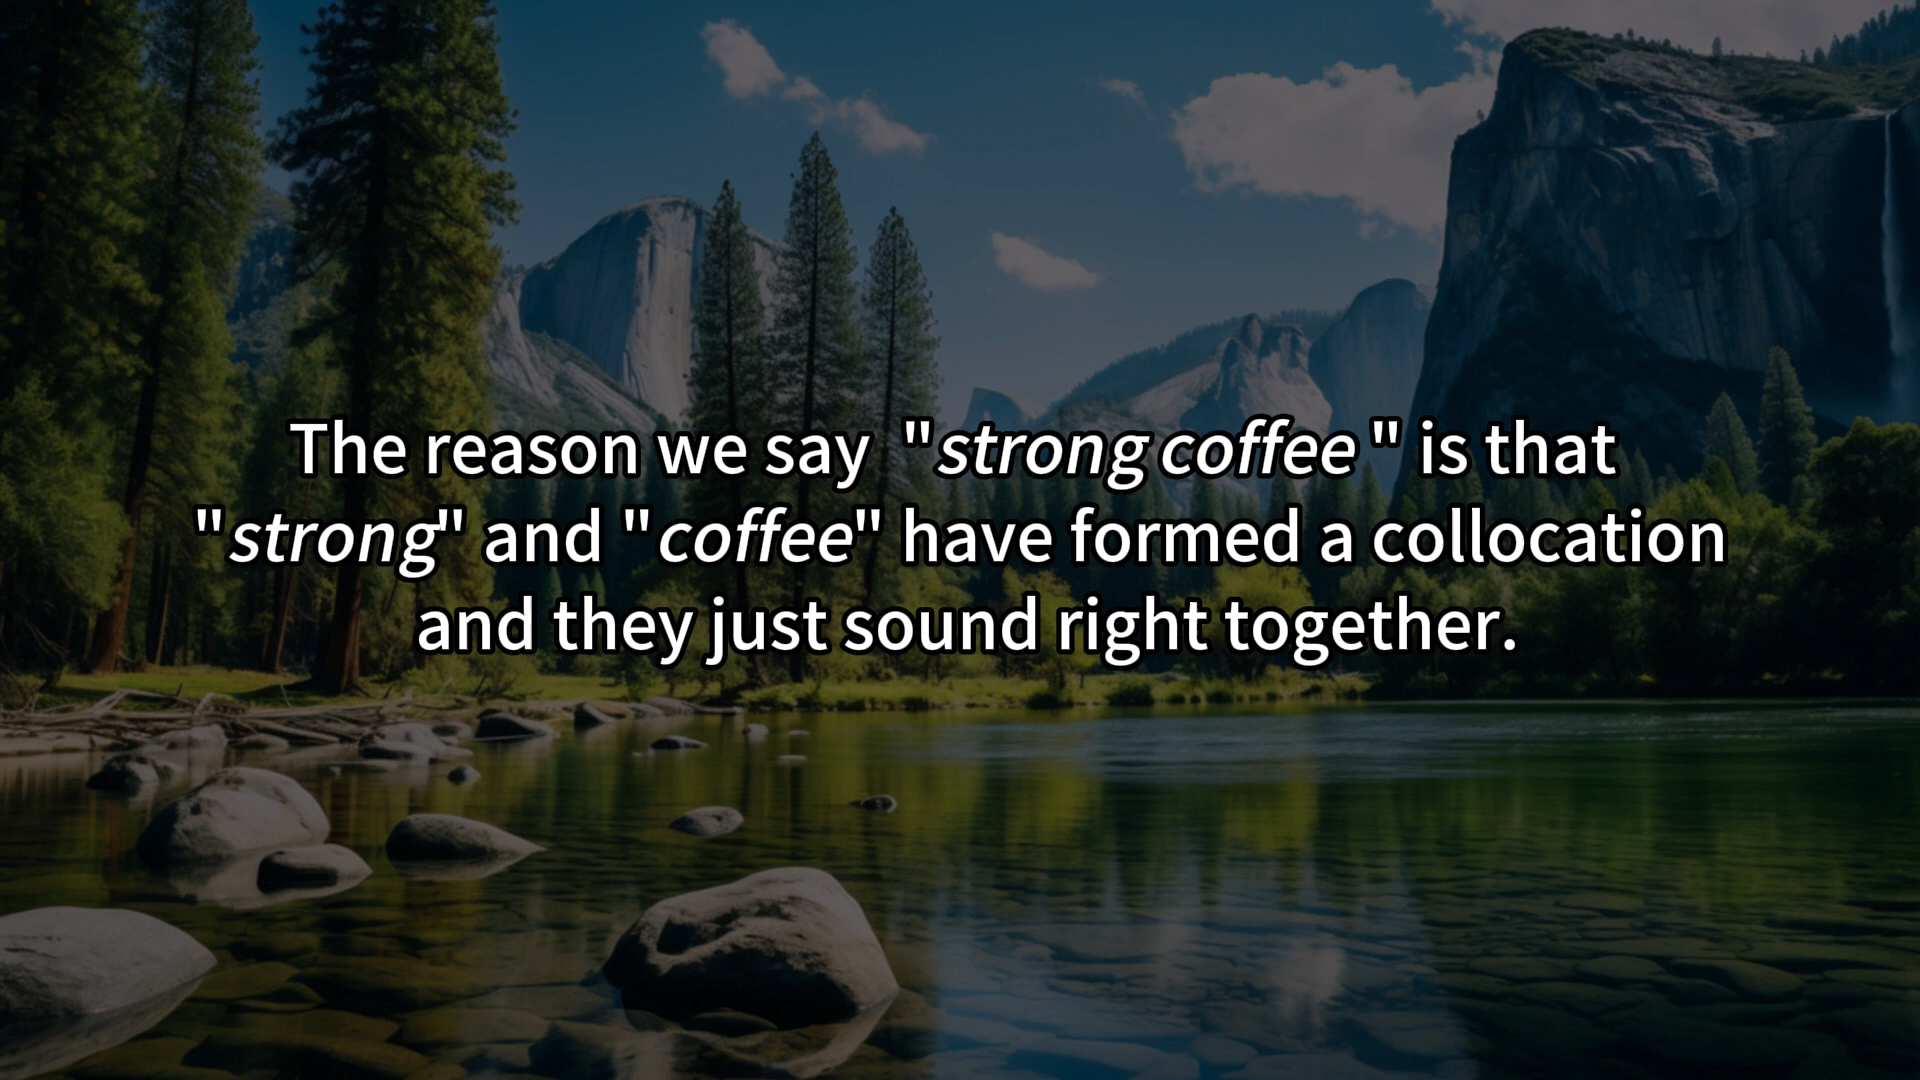 The reason we say "strong coffee" is that
"strong" and "coffee" have formed a collocation
and they just sound right together.